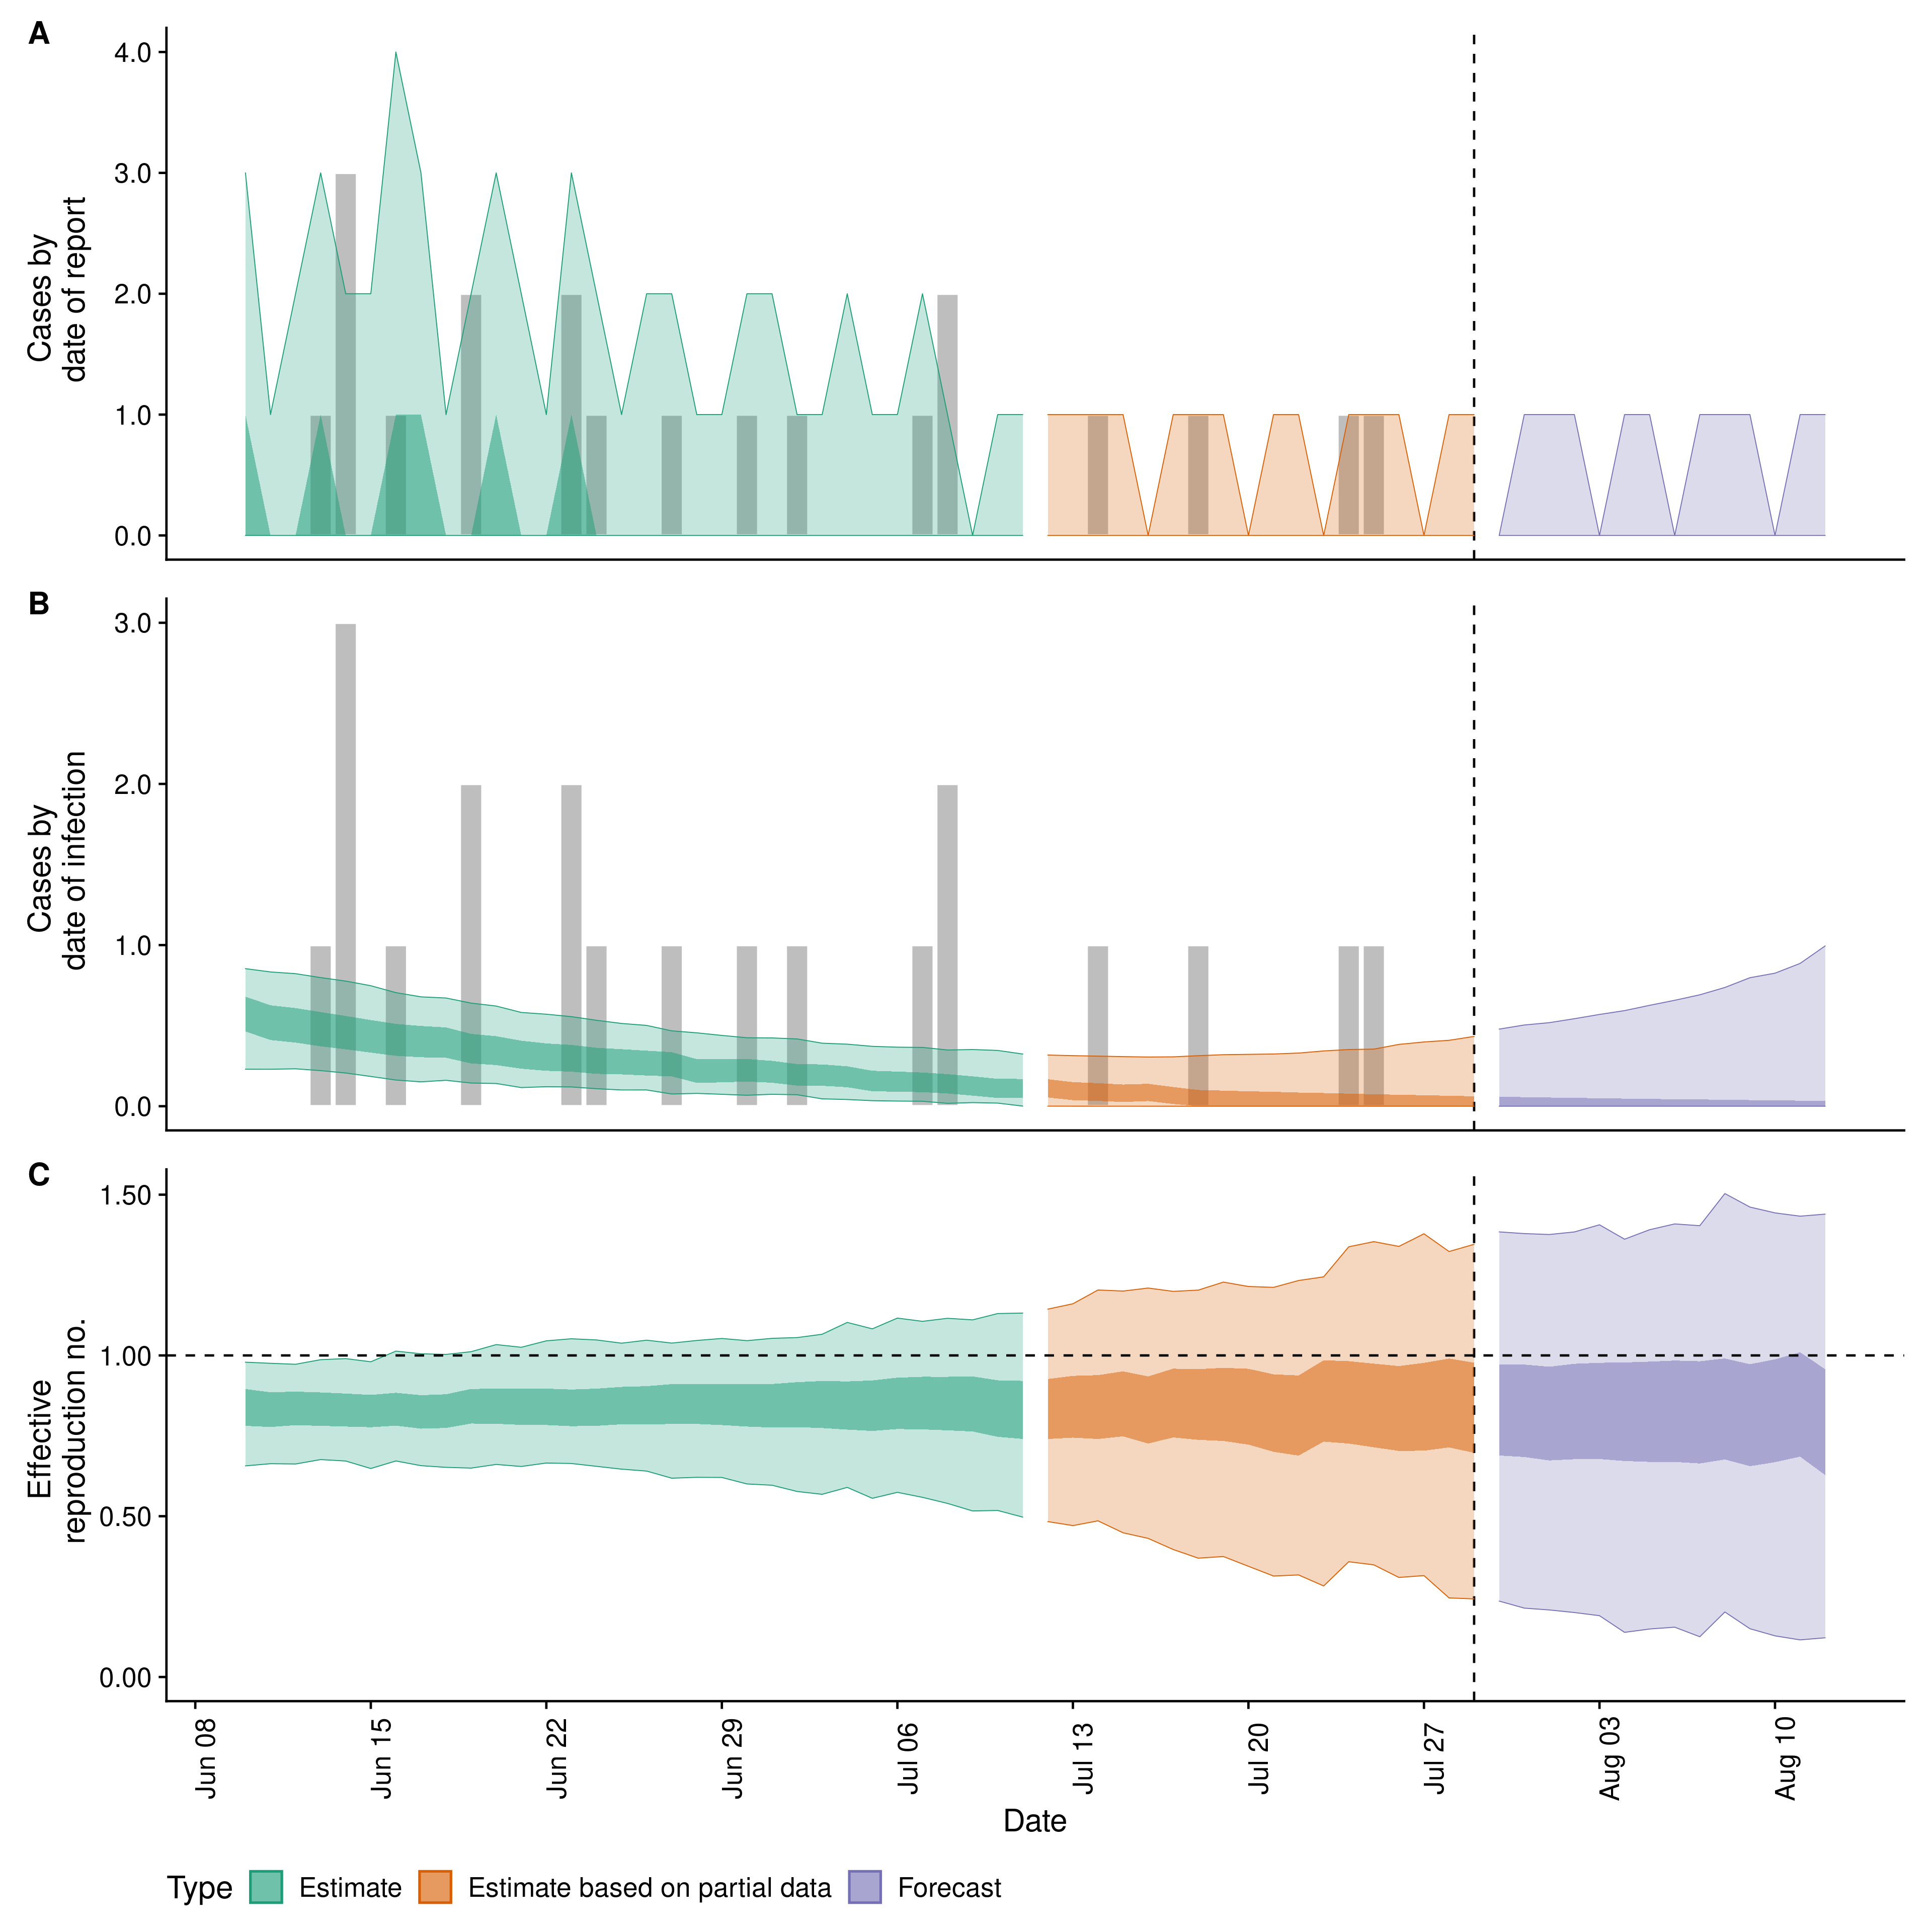 A
4.0
3.0
2.0
1.0
0.0
Cases by
date of report
B
3.0
2.0
1.0
0.0
Cases by
date of infection
C
1.50
1.00
0.50
0.00
Effective
reproduction no.
Jun 08
Jun 15
Jun 22
Jun 29
Jul 06
Jul 13
Jul 20
Jul 27
Aug 03
Aug 10
Date
Type Estimate Estimate based on partial data Forecast